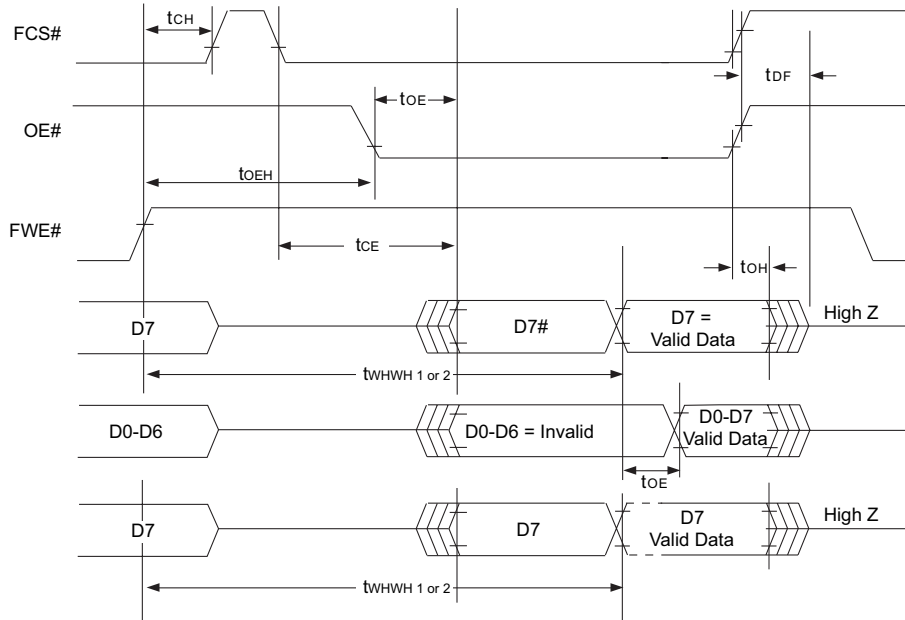 FCS#
tCH
tDF
OE#
tOE
tOEH
FWE#
tCE
tOH
D7
D7#
D7 =
Valid Data
High Z
tWHWH 1 or 2
D0-D6
D0-D6 = Invalid
D0-D7
Valid Data
tOE
D7
D7
D7
Valid Data
High Z
tWHWH 1 or 2